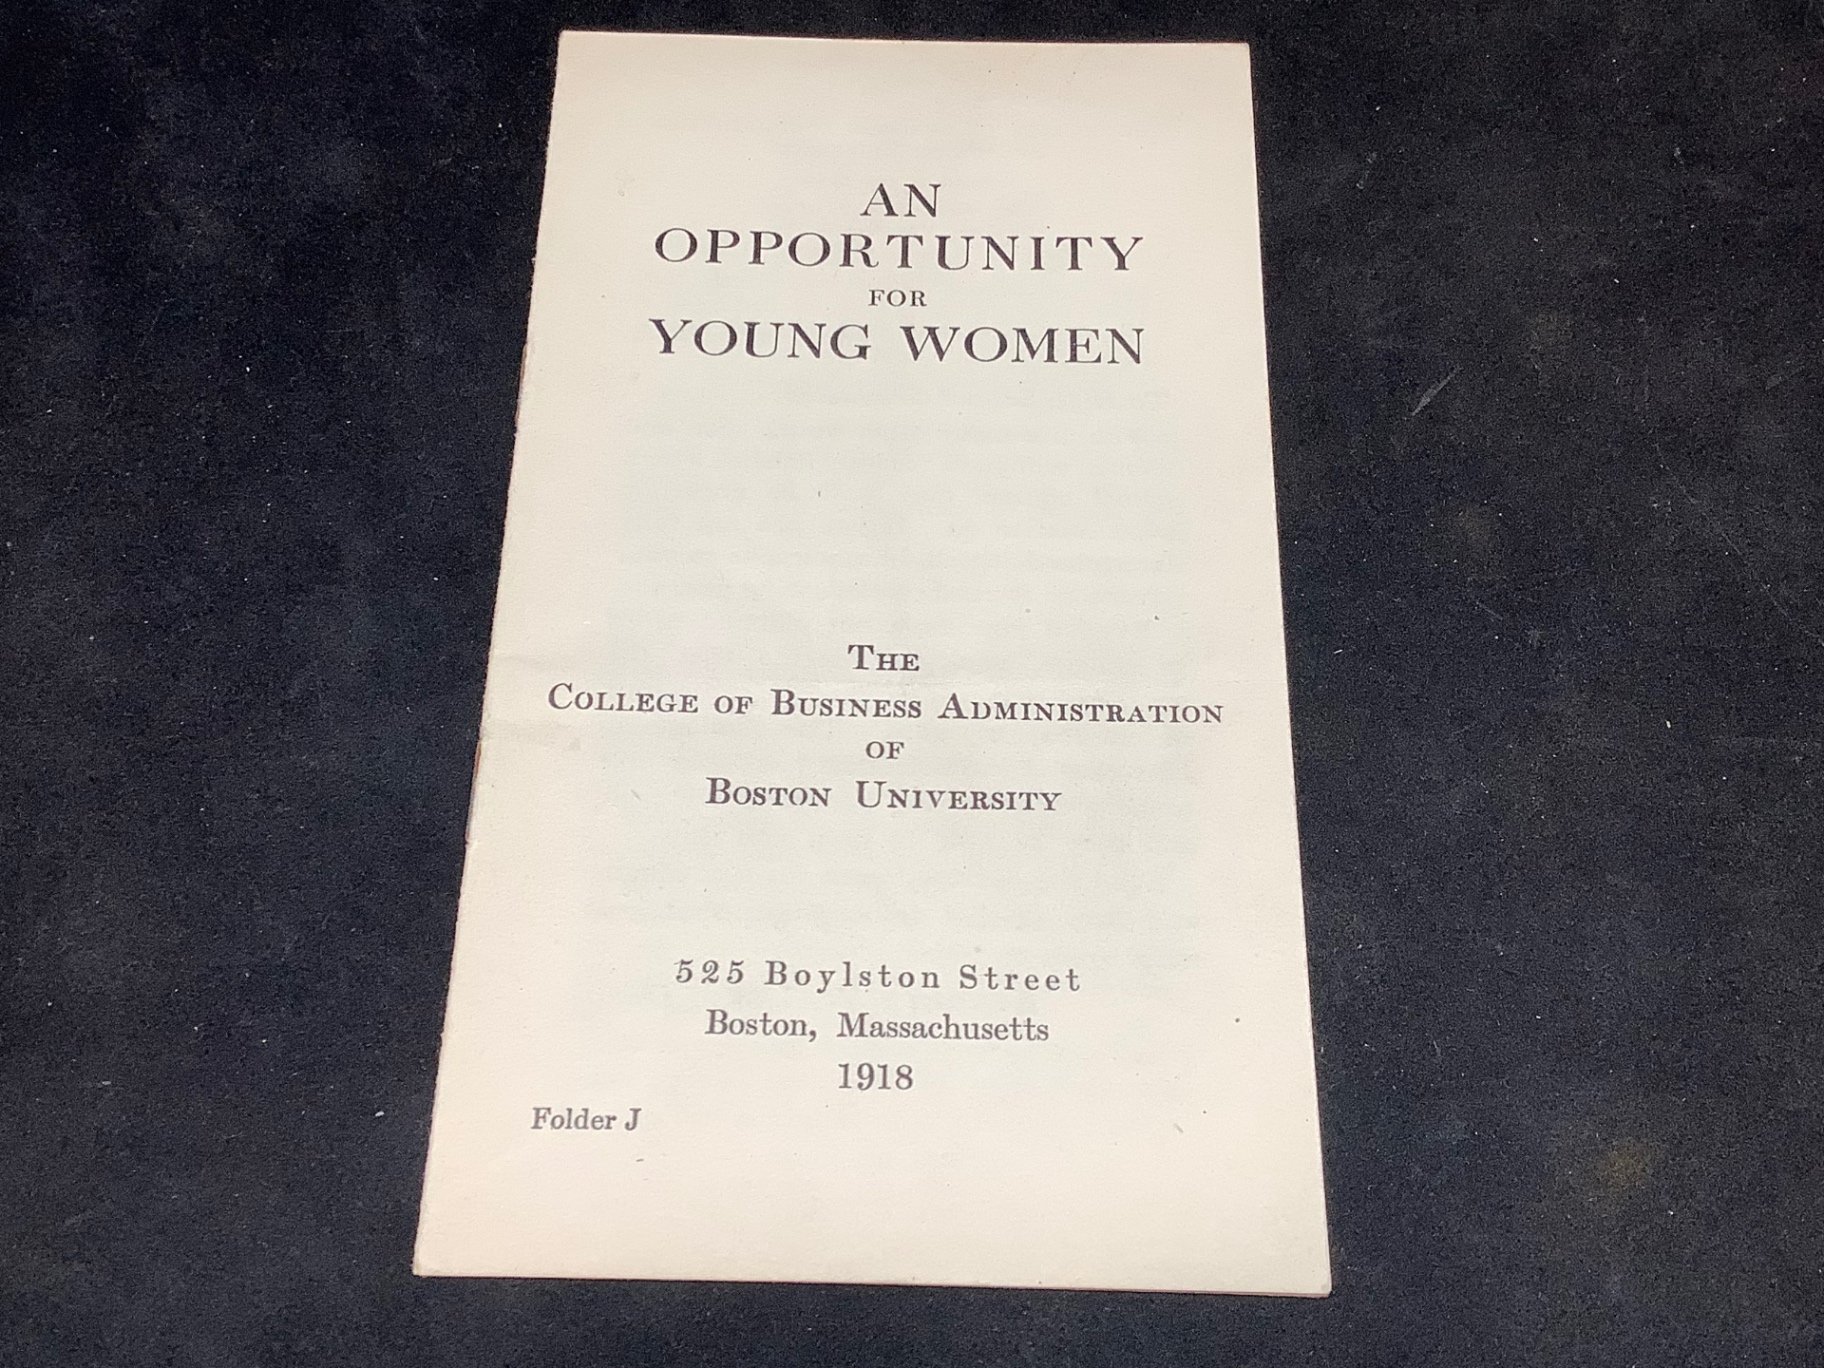 AN
OPPORTUNITY
FOR
YOUNG WOMEN
THE
COLLEGE OF BUSINESS ADMINISTRATION
OF
BOSTON UNIVERSITY
525 Boylston Street
Boston, Massachusetts
1918
Folder J